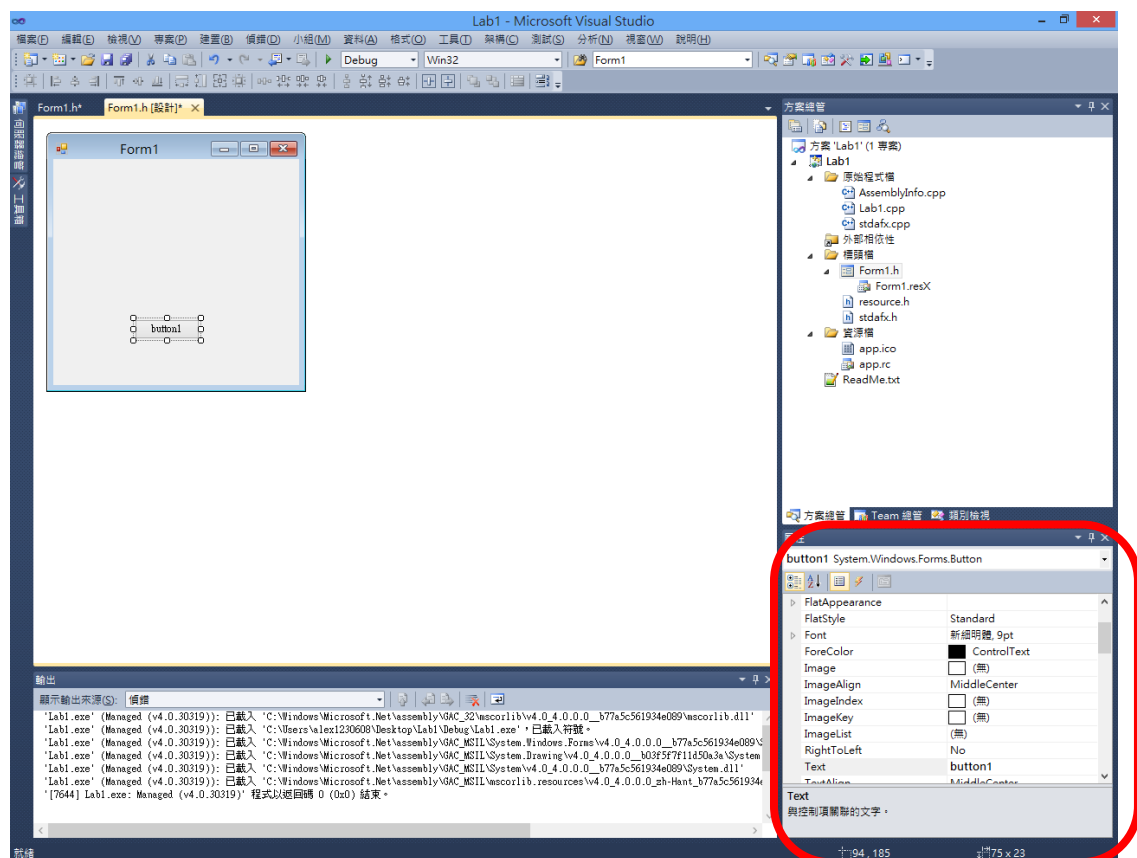 Lab1 - Microsoft Visual Studio
檔案(F) 編輯(E) 檢視(V) 專案(P) 建置(B) 偵錯(D) 小組(M) 資料(A) 格式(O) 工具(T) 架構(C) 測試(S) 分析(N) 視窗(W) 說明(H)
Debug Win32 Form1
Form1.h* Form1.h [設計]*
伺服器總管
工具箱
Form1
button1
方案總管
方案 'Lab1' (1 專案)
Lab1
原始程式檔
AssemblyInfo.cpp
Lab1.cpp
stdafx.cpp
外部相依性
標頭檔
Form1.h
Form1.resX
resource.h
stdafx.h
資源檔
app.ico
app.rc
ReadMe.txt
方案總管 Team 總管 類別檢視
屬性
button1 System.Windows.Forms.Button
FlatAppearance
FlatStyle Standard
Font 新細明體, 9pt
ForeColor ControlText
Image (無)
ImageAlign MiddleCenter
ImageIndex (無)
ImageKey (無)
ImageList (無)
RightToLeft No
Text button1
TextAlign MiddleCenter
Text
與控制項關聯的文字。
輸出
顯示輸出來源(S): 偵錯
'Lab1.exe' (Managed (v4.0.30319)): 已載入 'C:\Windows\Microsoft.Net\assembly\GAC_32\mscorlib\v4.0_4.0.0.0__b77a5c561934e089\mscorlib.dll'
'Lab1.exe' (Managed (v4.0.30319)): 已載入 'C:\Users\alex1230608\Desktop\Lab1\Debug\Lab1.exe'，已載入符號。
'Lab1.exe' (Managed (v4.0.30319)): 已載入 'C:\Windows\Microsoft.Net\assembly\GAC_MSIL\System.Windows.Forms\v4.0_4.0.0.0__b77a5c561934e089\S
'Lab1.exe' (Managed (v4.0.30319)): 已載入 'C:\Windows\Microsoft.Net\assembly\GAC_MSIL\System.Drawing\v4.0_4.0.0.0__b03f5f7f11d50a3a\System
'Lab1.exe' (Managed (v4.0.30319)): 已載入 'C:\Windows\Microsoft.Net\assembly\GAC_MSIL\System\v4.0_4.0.0.0__b77a5c561934e089\System.dll'
'Lab1.exe' (Managed (v4.0.30319)): 已載入 'C:\Windows\Microsoft.Net\assembly\GAC_MSIL\mscorlib.resources\v4.0_4.0.0.0_zh-Hant_b77a5c561934e
'[7644] Lab1.exe: Managed (v4.0.30319)' 程式以返回碼 0 (0x0) 結束。
就緒 94 , 185 75 x 23